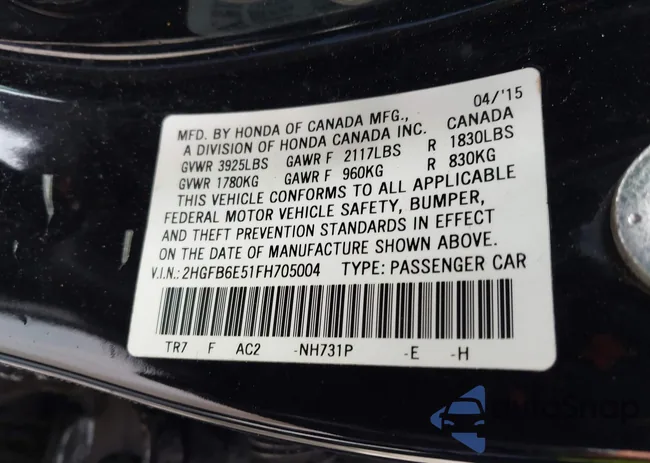 04/'15
MFD. BY HONDA OF CANADA MFG.,
A DIVISION OF HONDA CANADA INC. CANADA
GVWR 3925LBS GAWR F 2117LBS R 1830LBS
GVWR 1780KG GAWR F 960KG R 830KG
THIS VEHICLE CONFORMS TO ALL APPLICABLE
FEDERAL MOTOR VEHICLE SAFETY, BUMPER,
AND THEFT PREVENTION STANDARDS IN EFFECT
ON THE DATE OF MANUFACTURE SHOWN ABOVE.
V.I.N.: 2HGFB6E51FH705004 TYPE: PASSENGER CAR
TR7 F AC2 -NH731P -E -H
AutoSnap